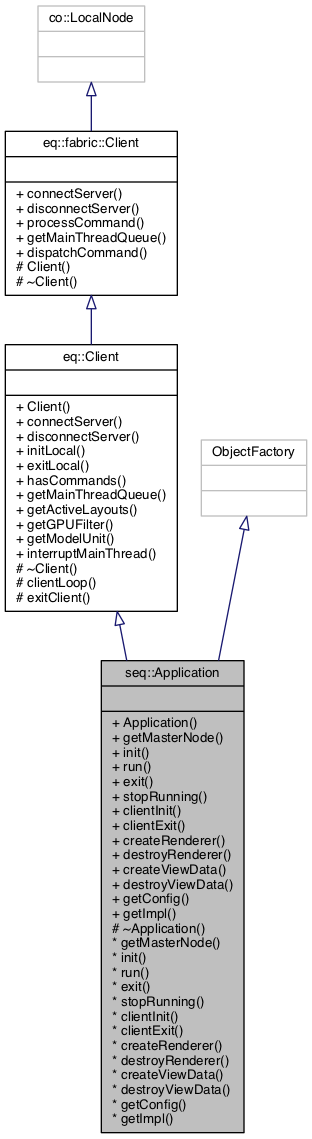 co::LocalNode
eq::fabric::Client
+ connectServer()
+ disconnectServer()
+ processCommand()
+ getMainThreadQueue()
+ dispatchCommand()
# Client()
# ~Client()
eq::Client
+ Client()
+ connectServer()
+ disconnectServer()
+ initLocal()
+ exitLocal()
+ hasCommands()
+ getMainThreadQueue()
+ getActiveLayouts()
+ getGPUFilter()
+ getModelUnit()
+ interruptMainThread()
# ~Client()
# clientLoop()
# exitClient()
ObjectFactory
seq::Application
+ Application()
+ getMasterNode()
+ init()
+ run()
+ exit()
+ stopRunning()
+ clientInit()
+ clientExit()
+ createRenderer()
+ destroyRenderer()
+ createViewData()
+ destroyViewData()
+ getConfig()
+ getImpl()
# ~Application()
* getMasterNode()
* init()
* run()
* exit()
* stopRunning()
* clientInit()
* clientExit()
* createRenderer()
* destroyRenderer()
* createViewData()
* destroyViewData()
* getConfig()
* getImpl()